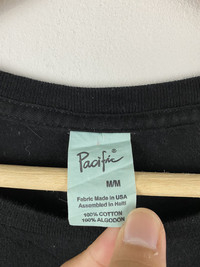 Pacific®
M/M
Fabric Made in USA
Assembled in Haiti
100% COTTON
100% ALGODON